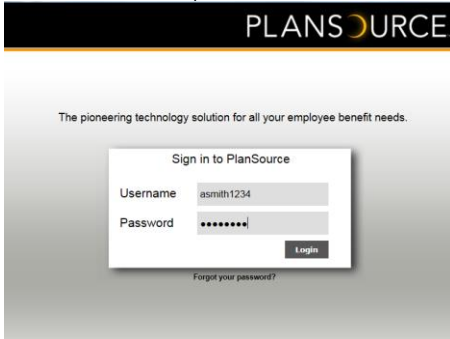 PLANSOURCE
The pioneering technology solution for all your employee benefit needs.
Sign in to PlanSource
Username asmith1234
Password ••••••••
Login
Forgot your password?